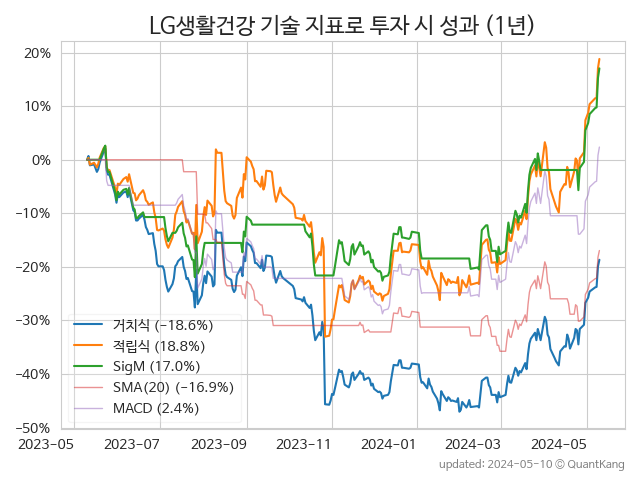 LG생활건강 기술 지표로 투자 시 성과 (1년)
20%
10%
0%
−10%
−20%
−30%
−40%
−50%
거치식 (−18.6%)
적립식 (18.8%)
SigM (17.0%)
SMA(20) (−16.9%)
MACD (2.4%)
2023-05 2023-07 2023-09 2023-11 2024-01 2024-03 2024-05
updated: 2024-05-10 © QuantKang